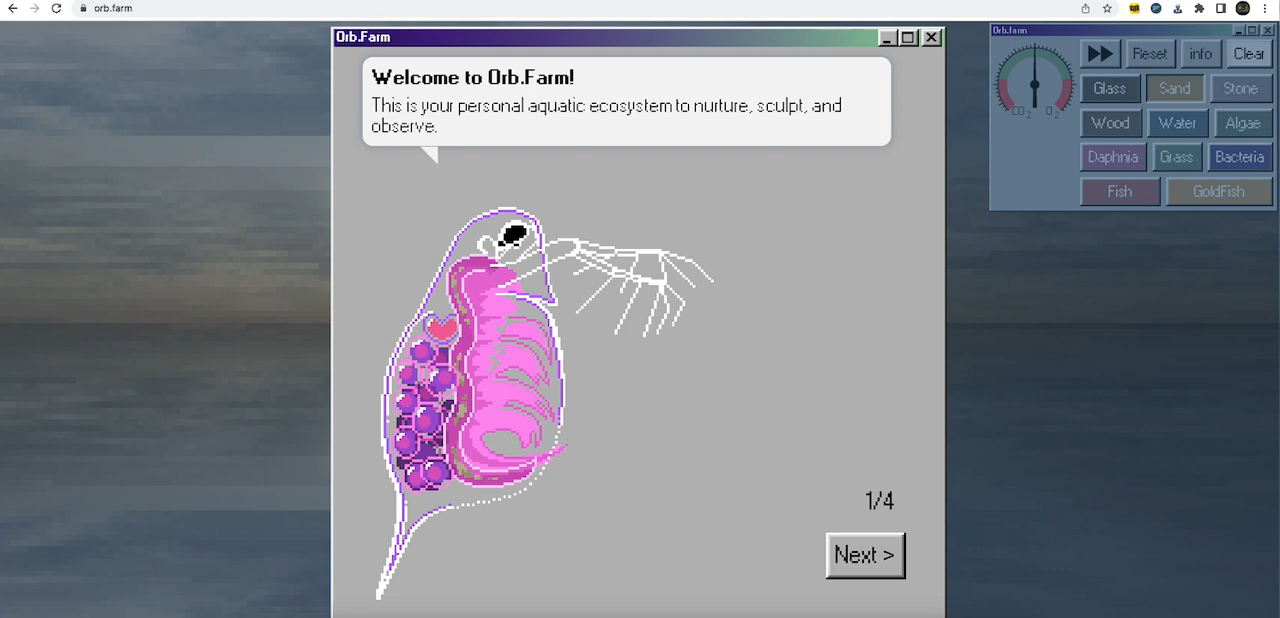 orb.farm
Orb.Farm
Welcome to Orb.Farm!
This is your personal aquatic ecosystem to nurture, sculpt, and
observe.
1/4
Next >
Orb.farm
Reset info Clear
CO2 O2
Glass Sand Stone
Wood Water Algae
Daphnia Grass Bacteria
Fish GoldFish